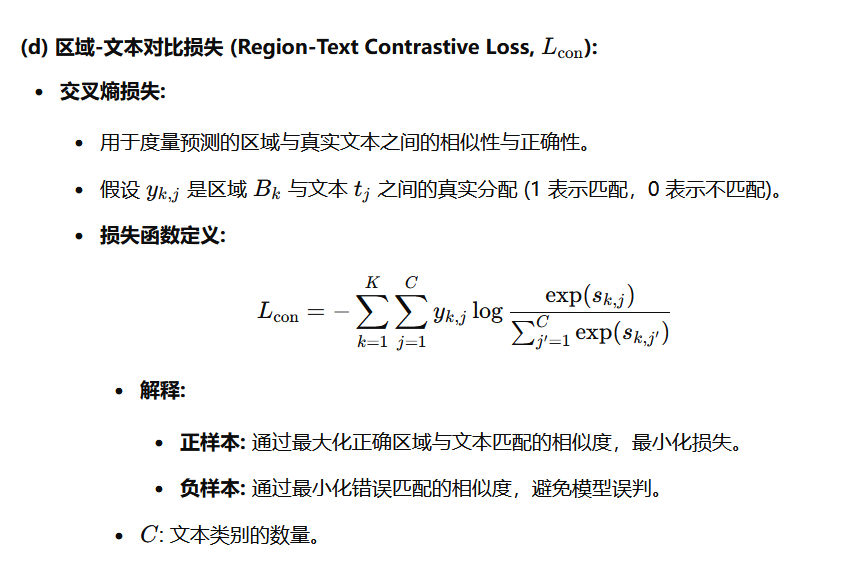 (d) 区域-文本对比损失 (Region-Text Contrastive Loss, $L_{\text{con}}$):
• 交叉熵损失:
• 用于度量预测的区域与真实文本之间的相似性与正确性。
• 假设 $y_{k,j}$ 是区域 $B_k$ 与文本 $t_j$ 之间的真实分配 (1 表示匹配，0 表示不匹配)。
• 损失函数定义:
$L_{\text{con}} = -\sum_{k=1}^{K} \sum_{j=1}^{C} y_{k,j} \log \frac{\exp(s_{k,j})}{\sum_{j'=1}^{C} \exp(s_{k,j'})}$
• 解释:
• 正样本: 通过最大化正确区域与文本匹配的相似度，最小化损失。
• 负样本: 通过最小化错误匹配的相似度，避免模型误判。
• $C$: 文本类别的数量。